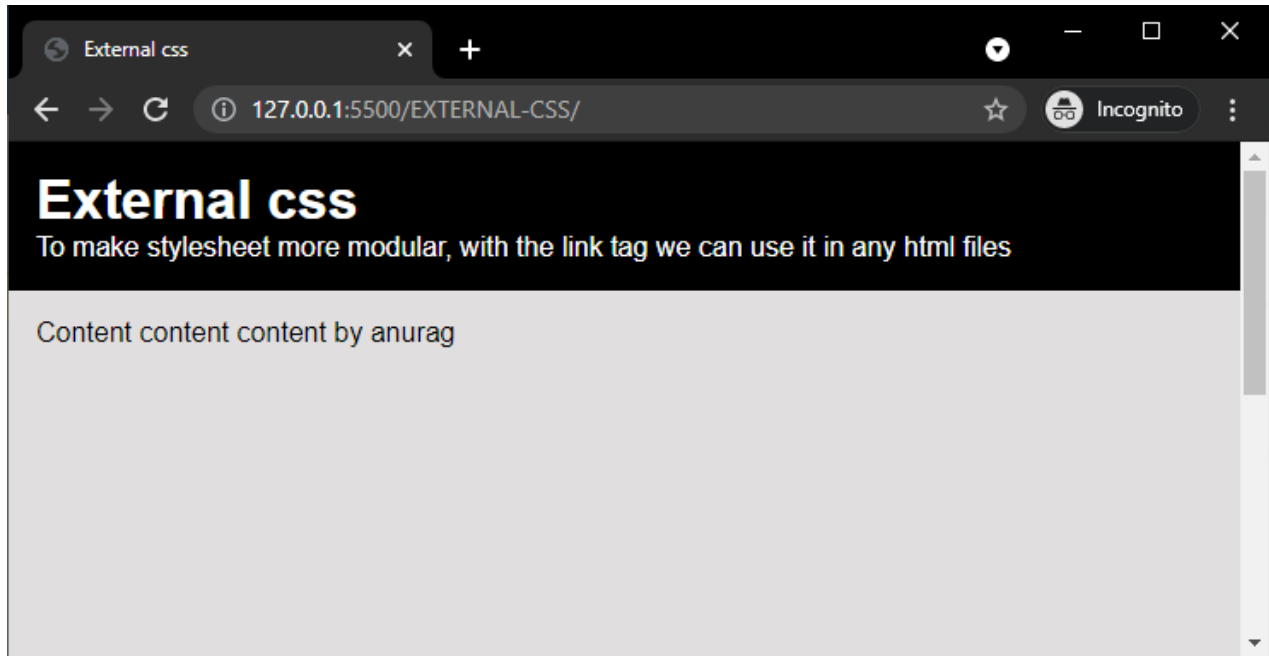 External css
127.0.0.1:5500/EXTERNAL-CSS/
Incognito
External css
To make stylesheet more modular, with the link tag we can use it in any html files
Content content content by anurag